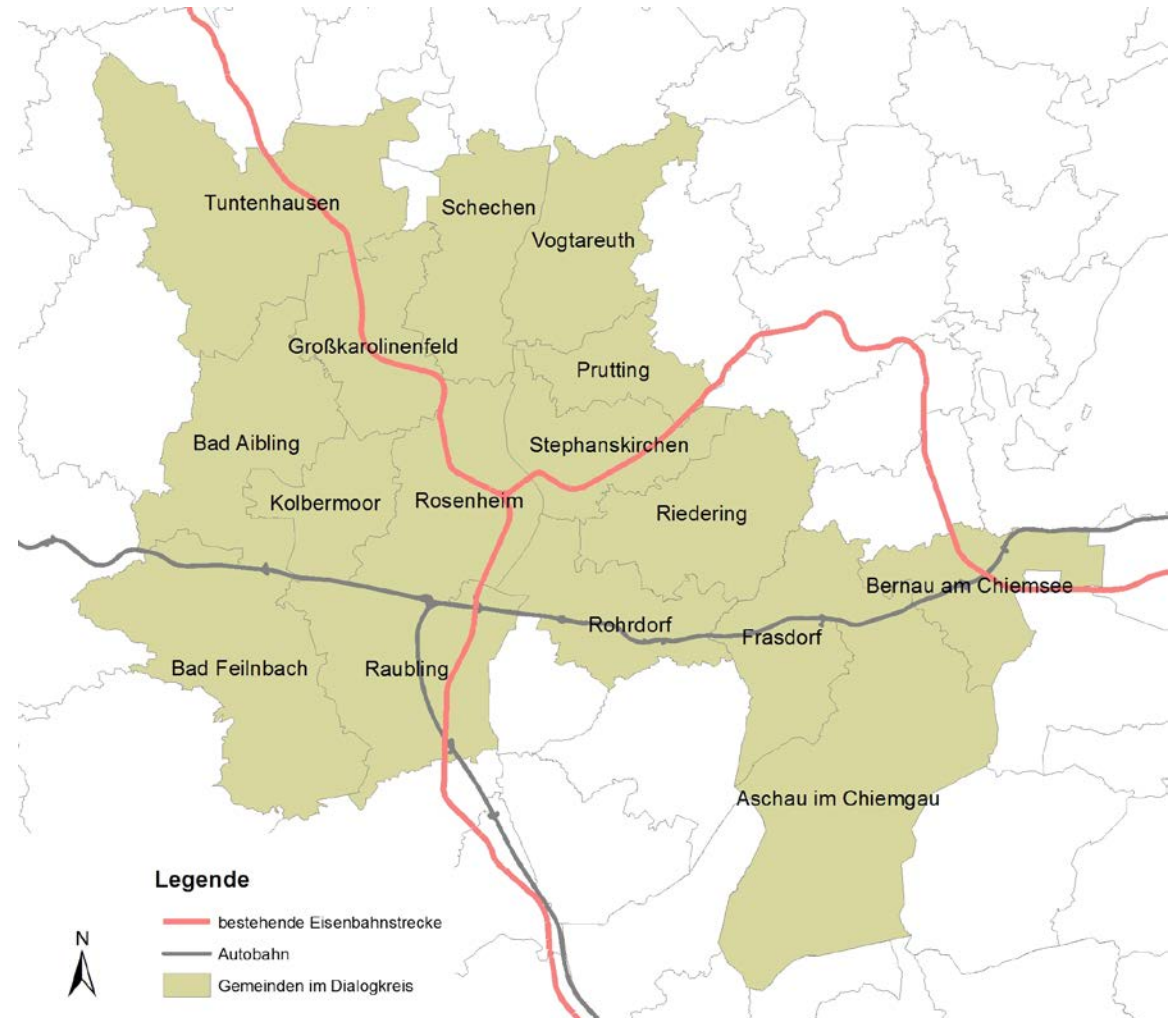 Tuntenhausen
Schechen
Vogtareuth
Großkarolinenfeld
Prutting
Bad Aibling
Stephanskirchen
Kolbermoor
Rosenheim
Riedering
Bernau am Chiemsee
Rohrdorf
Frasdorf
Bad Feilnbach
Raubling
Aschau im Chiemgau
Legende
bestehende Eisenbahnstrecke
Autobahn
Gemeinden im Dialogkreis
N